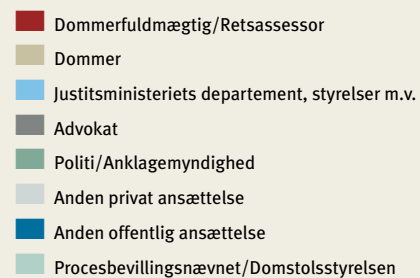 Dommerfuldmægtig/Retsassessor
Dommer
Justitsministeriets departement, styrelser m.v.
Advokat
Politi/Anklagemyndighed
Anden privat ansættelse
Anden offentlig ansættelse
Procesbevillingsnævnet/Domstolsstyrelsen